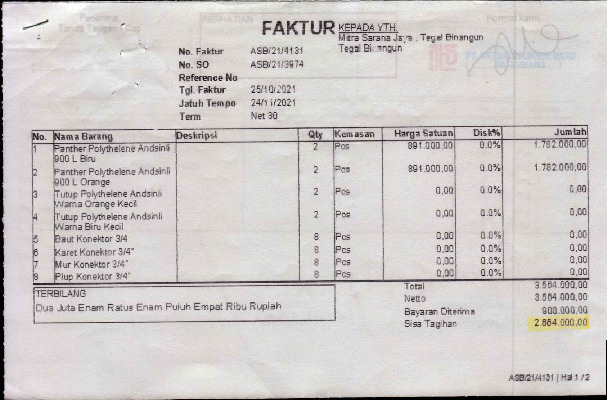 FAKTUR
KEPADA YTH.
Mitra Sarana Jaya , Tegal Binangun
Tegal Binangun
No. Faktur ASB/21/4131
No. SO ASB/21/3974
Reference No
Tgl. Faktur 25/10/2021
Jatuh Tempo 24/11/2021
Term Net 30
No. Nama Barang Deskripsi Qty Kemasan Harga Satuan Disk% Jumlah
1 Panther Polythelene Andsinli 2 Pcs 891.000,00 0.0% 1.782.000,00
900 L Biru
2 Panther Polythelene Andsinli 2 Pcs 891.000,00 0.0% 1.782.000,00
900 L Orange
3 Tutup Polythelene Andsinli 2 Pcs 0,00 0.0% 0,00
Warna Orange Kecil
4 Tutup Polythelene Andsinli 2 Pcs 0,00 0.0% 0,00
Warna Biru Kecil
5 Baut Konektor 3/4 8 Pcs 0,00 0.0% 0,00
6 Karet Konektor 3/4" 8 Pcs 0,00 0.0% 0,00
7 Mur Konektor 3/4" 8 Pcs 0,00 0.0% 0,00
8 Plup Konektor 3/4" 8 Pcs 0,00 0.0% 0,00
TERBILANG
Dua Juta Enam Ratus Enam Puluh Empat Ribu Rupiah
Total 3.564.000,00
Netto 3.564.000,00
Bayaran Diterima 900.000,00
Sisa Tagihan 2.664.000,00
ASB/21/4131 | Hal 1 / 2